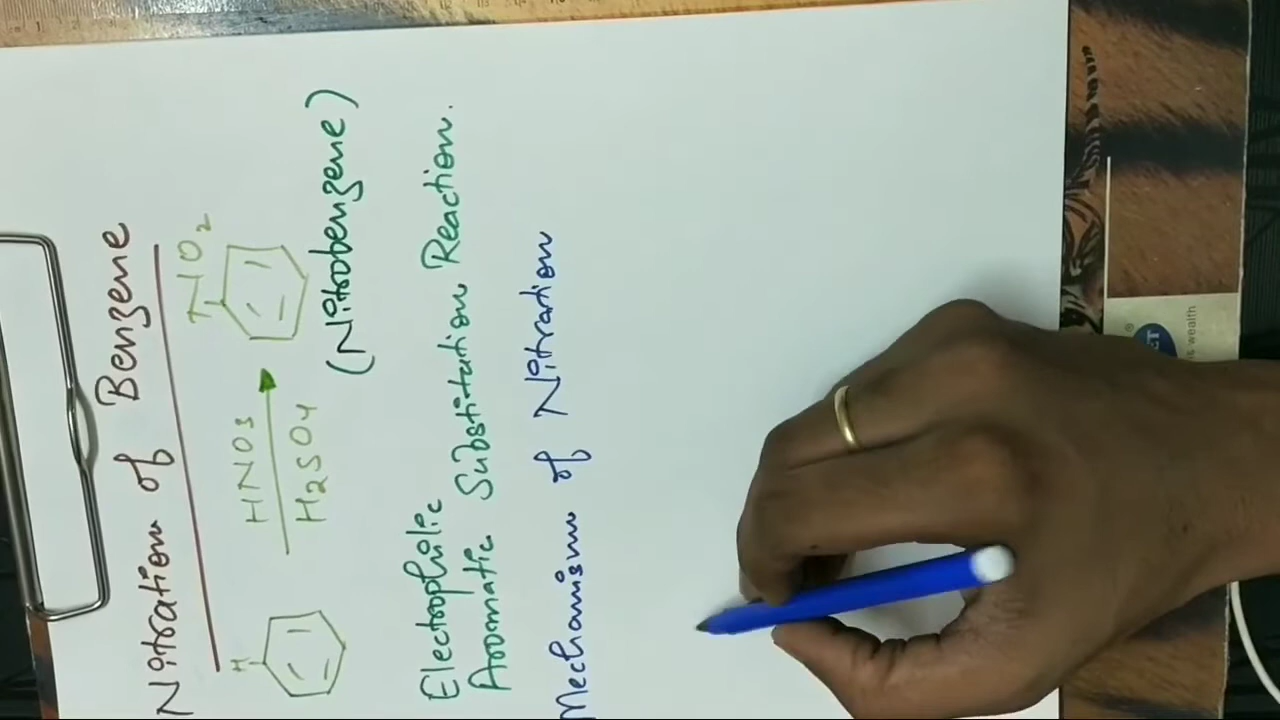 Nitration of Benzene
H
HNO3
H2SO4
NO2
(Nitrobenzene)
Electrophilic
Aromatic Substitution Reaction.
Mechanism of Nitration